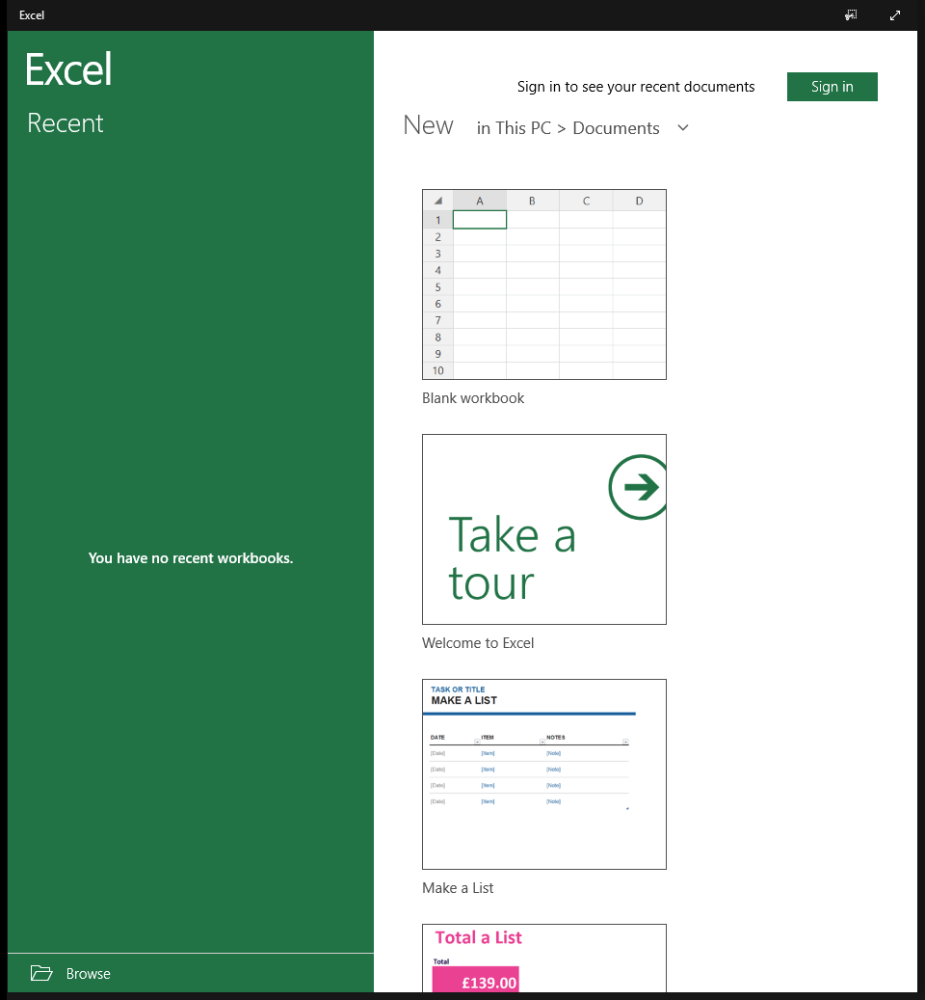 Excel
Excel
Recent
You have no recent workbooks.
Browse
Sign in to see your recent documents
Sign in
New in This PC > Documents
A B C D
1
2
3
4
5
6
7
8
9
10
Blank workbook
Take a
tour
Welcome to Excel
TASK OR TITLE
MAKE A LIST
DATE ITEM NOTES
[Date] [Item] [Note]
[Date] [Item] [Note]
[Date] [Item] [Note]
[Date] [Item] [Note]
Make a List
Total a List
Total
£139.00